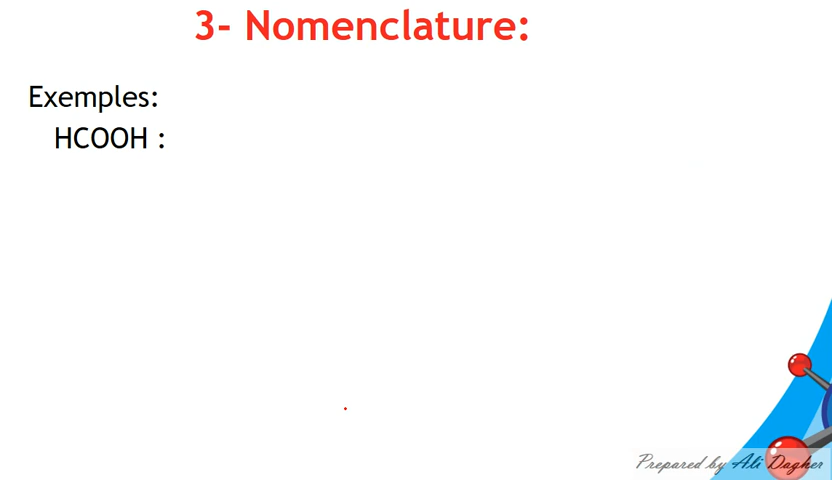 3- Nomenclature:
Exemples:
HCOOH :
Prepared by Ali Dagher